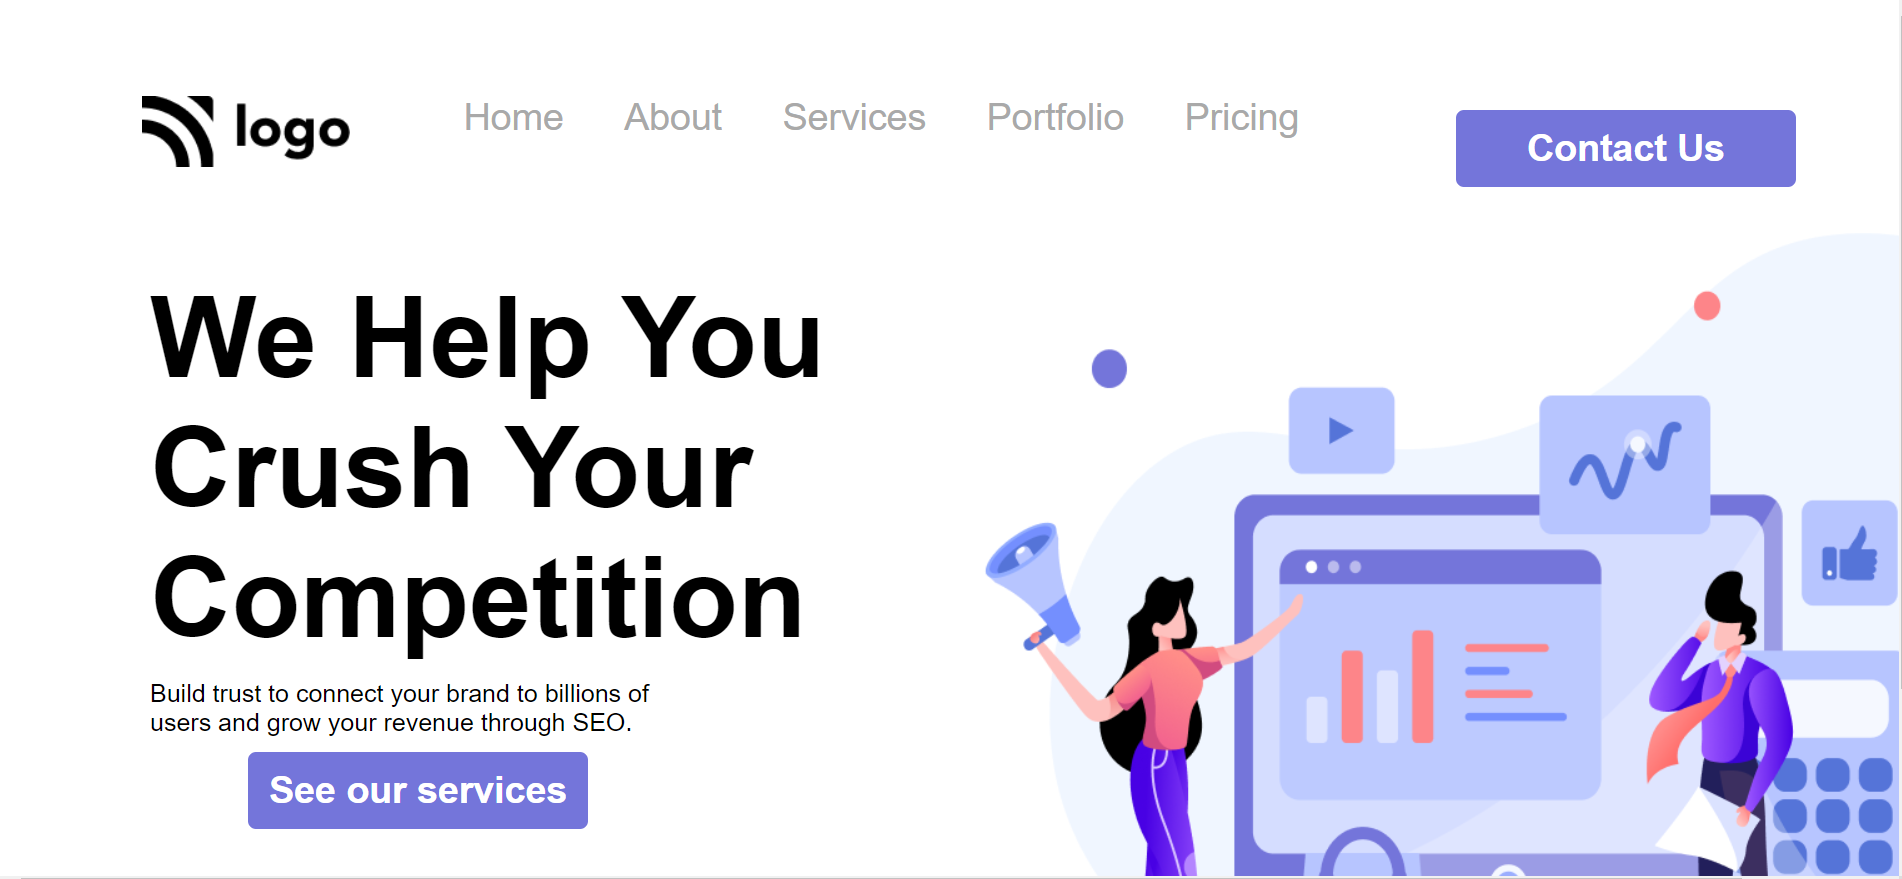 logo
Home About Services Portfolio Pricing
Contact Us
We Help You
Crush Your
Competition
Build trust to connect your brand to billions of
users and grow your revenue through SEO.
See our services